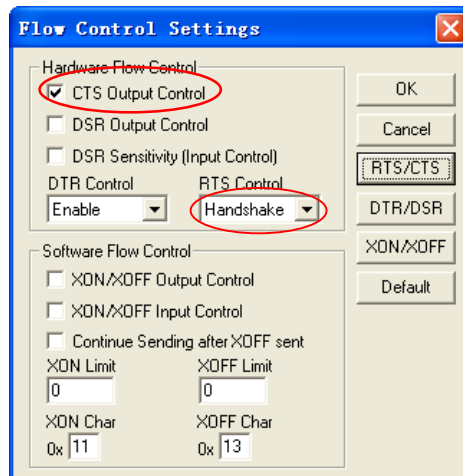 Flow Control Settings
Hardware Flow Control
CTS Output Control
DSR Output Control
DSR Sensitivity (Input Control)
DTR Control RTS Control
Enable Handshake
Software Flow Control
XON/XOFF Output Control
XON/XOFF Input Control
Continue Sending after XOFF sent
XON Limit XOFF Limit
0 0
XON Char XOFF Char
0x 11 0x 13
OK
Cancel
RTS/CTS
DTR/DSR
XON/XOFF
Default